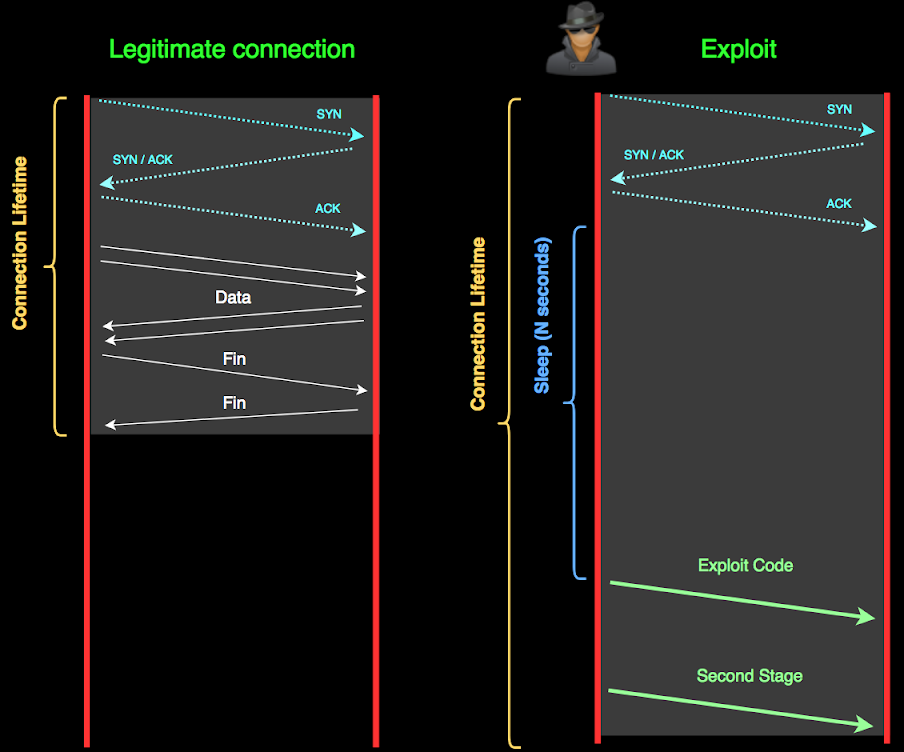 Legitimate connection
Connection Lifetime
SYN
SYN / ACK
ACK
Data
Fin
Fin
Exploit
Connection Lifetime
Sleep (N seconds)
SYN
SYN / ACK
ACK
Exploit Code
Second Stage